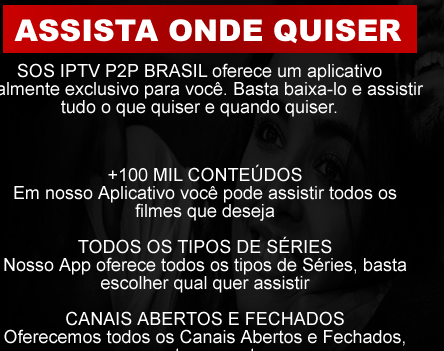 ASSISTA ONDE QUISER
SOS IPTV P2P BRASIL oferece um aplicativo
almente exclusivo para você. Basta baixa-lo e assistir
tudo o que quiser e quando quiser.
+100 MIL CONTEÚDOS
Em nosso Aplicativo você pode assistir todos os
filmes que deseja
TODOS OS TIPOS DE SÉRIES
Nosso App oferece todos os tipos de Séries, basta
escolher qual quer assistir
CANAIS ABERTOS E FECHADOS
Oferecemos todos os Canais Abertos e Fechados,